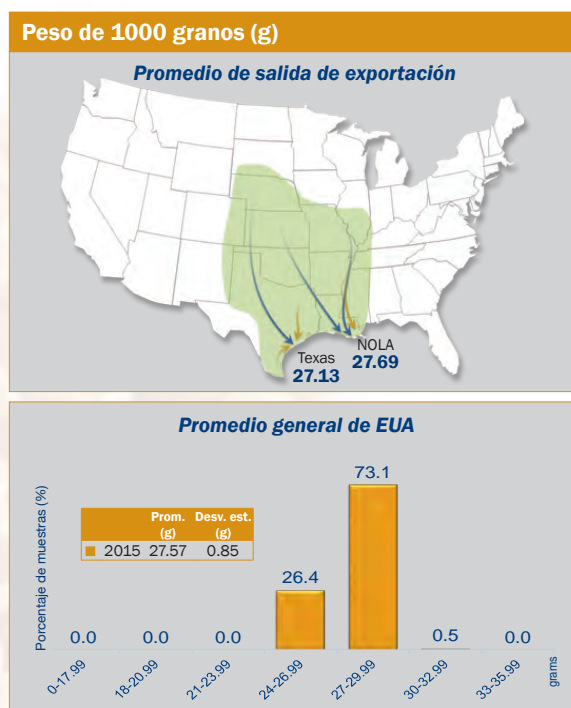 Peso de 1000 granos (g)
Promedio de salida de exportación
Texas
27.13
NOLA
27.69
Promedio general de EUA
Porcentaje de muestras (%)
Prom. Desv. est.
(g) (g)
2015 27.57 0.85
0.0 0.0 0.0 26.4 73.1 0.5 0.0
0-17.99 18-20.99 21-23.99 24-26.99 27-29.99 30-32.99 33-35.99
grams